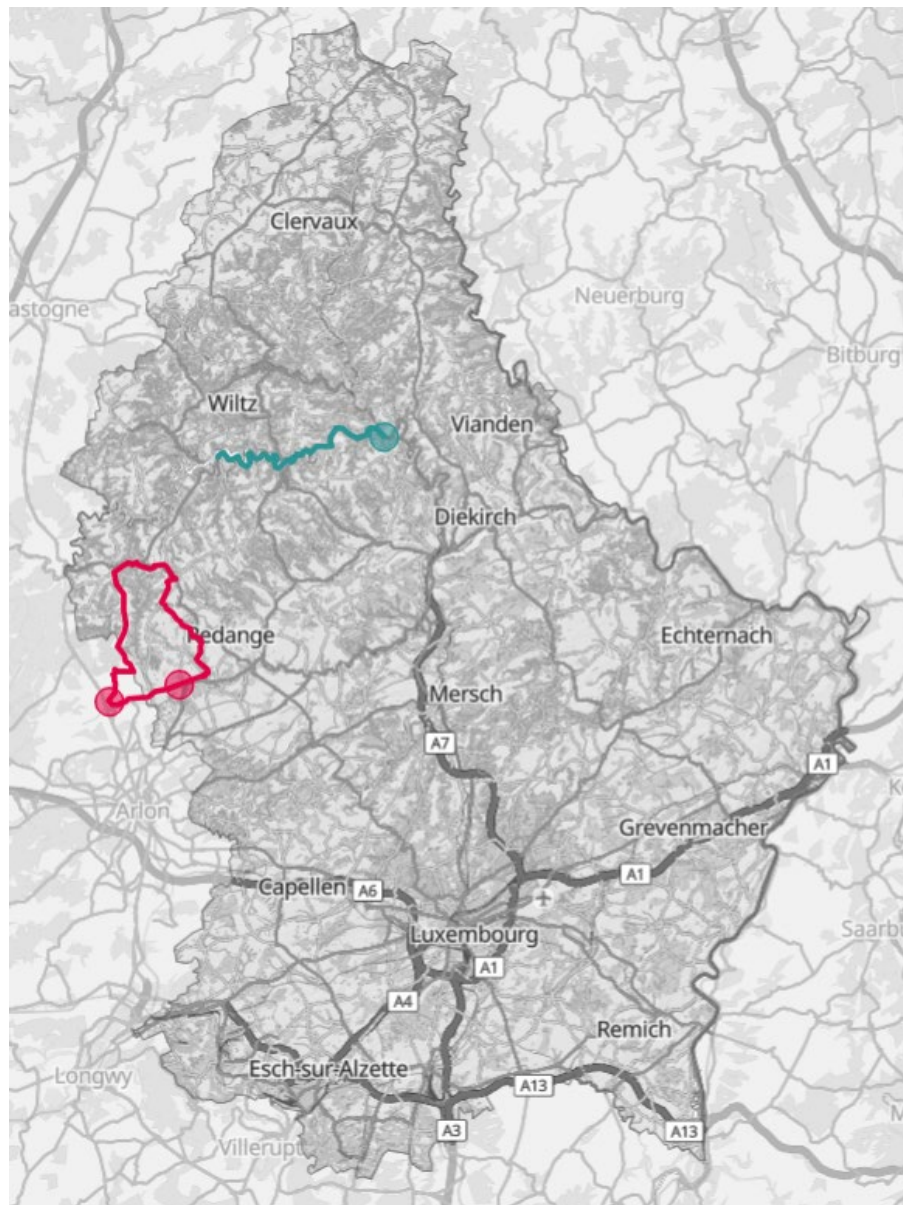 Clervaux
Neuerburg
astogne
Bitburg
Wiltz
Vianden
Diekirch
Redange
Echternach
Mersch
A7
A1
Arlon
Grevenmacher
Capellen
A6
A1
Luxembourg
Saarb
A1
A4
Remich
Esch-sur-Alzette
Longwy
A13
A3
A13
Villerupt